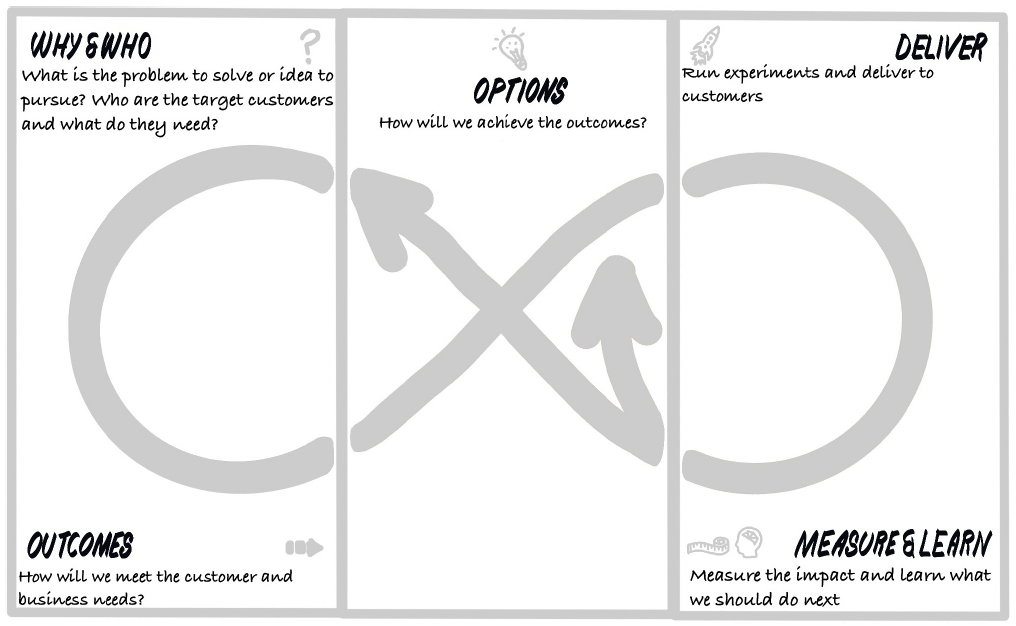 WHY & WHO
What is the problem to solve or idea to
pursue? Who are the target customers
and what do they need?
OUTCOMES
How will we meet the customer and
business needs?
OPTIONS
How will we achieve the outcomes?
DELIVER
Run experiments and deliver to
customers
MEASURE & LEARN
Measure the impact and learn what
we should do next